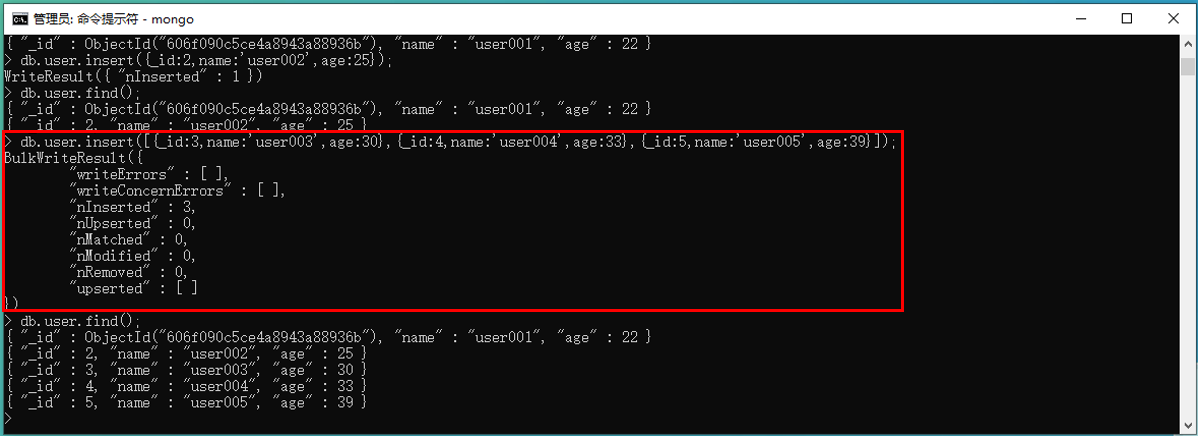 管理员: 命令提示符 - mongo
{ "_id" : ObjectId("606f090c5ce4a8943a88936b"), "name" : "user001", "age" : 22 }
> db.user.insert({_id:2,name:'user002',age:25});
WriteResult({ "nInserted" : 1 })
> db.user.find();
{ "_id" : ObjectId("606f090c5ce4a8943a88936b"), "name" : "user001", "age" : 22 }
{ "_id" : 2, "name" : "user002", "age" : 25 }
> db.user.insert([{_id:3,name:'user003',age:30},{_id:4,name:'user004',age:33},{_id:5,name:'user005',age:39}]);
BulkWriteResult({
        "writeErrors" : [ ],
        "writeConcernErrors" : [ ],
        "nInserted" : 3,
        "nUpserted" : 0,
        "nMatched" : 0,
        "nModified" : 0,
        "nRemoved" : 0,
        "upserted" : [ ]
})
> db.user.find();
{ "_id" : ObjectId("606f090c5ce4a8943a88936b"), "name" : "user001", "age" : 22 }
{ "_id" : 2, "name" : "user002", "age" : 25 }
{ "_id" : 3, "name" : "user003", "age" : 30 }
{ "_id" : 4, "name" : "user004", "age" : 33 }
{ "_id" : 5, "name" : "user005", "age" : 39 }
>